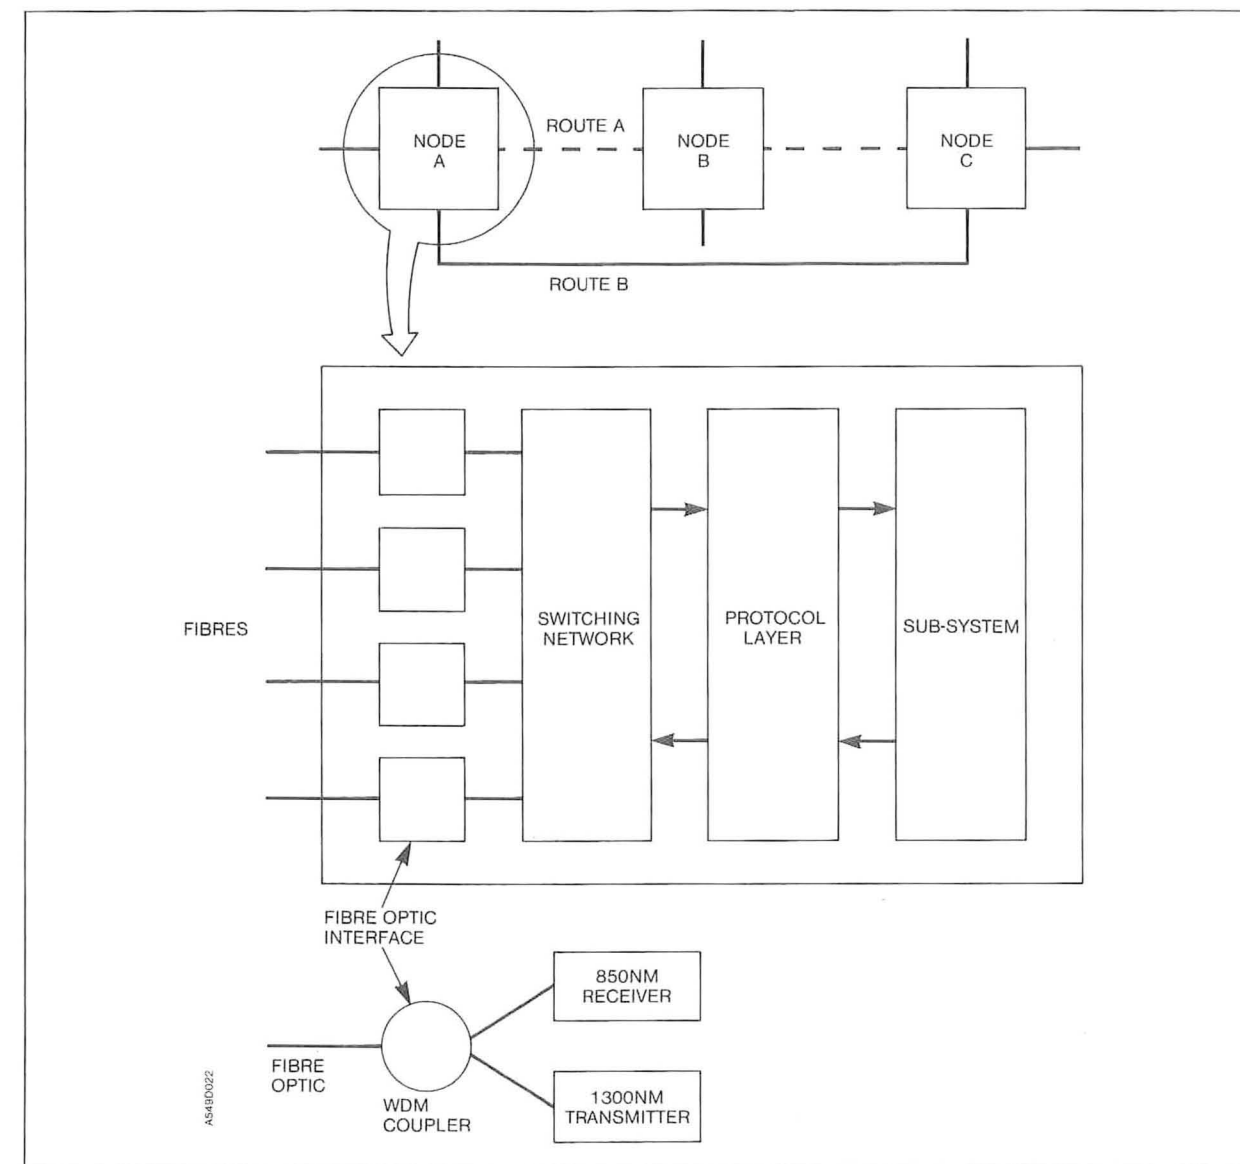 NODE
A
ROUTE A
NODE
B
NODE
C
ROUTE B
FIBRES
SWITCHING
NETWORK
PROTOCOL
LAYER
SUB-SYSTEM
FIBRE OPTIC
INTERFACE
850NM
RECEIVER
FIBRE
OPTIC
WDM
COUPLER
1300NM
TRANSMITTER
A549D022